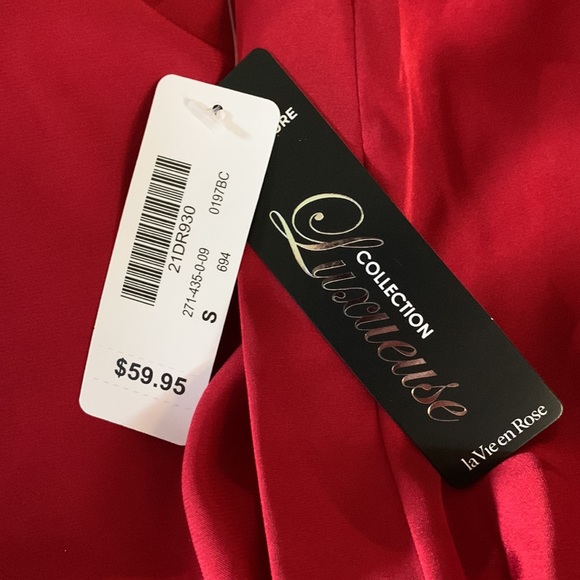 21DR930
271-435-0-09
0197BC
694
S
$59.95
COLLECTION
Luxueuse
la Vie en Rose